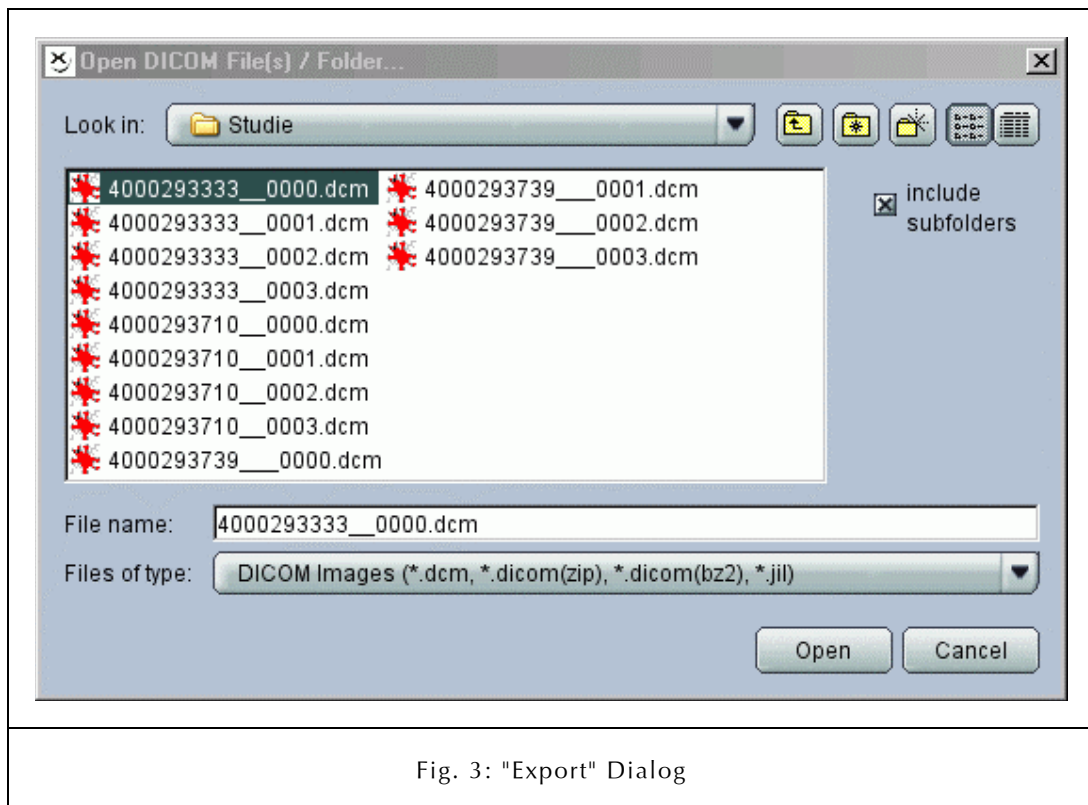 Open DICOM File(s) / Folder...
Look in: Studie
4000293333__0000.dcm
4000293333__0001.dcm
4000293333__0002.dcm
4000293333__0003.dcm
4000293710__0000.dcm
4000293710__0001.dcm
4000293710__0002.dcm
4000293710__0003.dcm
4000293739___0000.dcm
4000293739___0001.dcm
4000293739___0002.dcm
4000293739___0003.dcm
include
subfolders
File name: 4000293333__0000.dcm
Files of type: DICOM Images (*.dcm, *.dicom(zip), *.dicom(bz2), *.jil)
Open Cancel
Fig. 3: "Export" Dialog